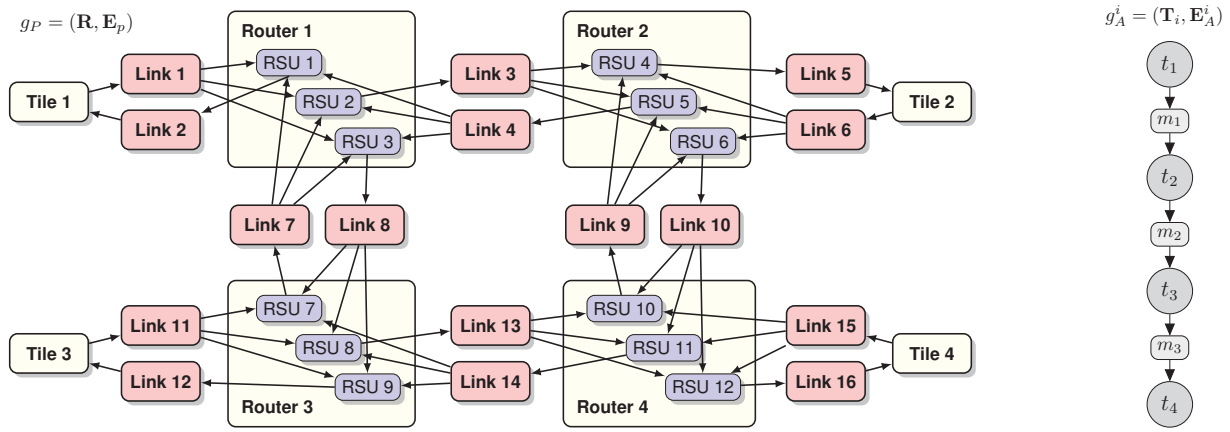 g_P = (R, E_p)
Router 1
Router 2
g_A^i = (T_i, E_A^i)
Link 1
RSU 1
Link 3
RSU 4
Link 5
t_1
Tile 1
RSU 2
RSU 5
Tile 2
Link 2
RSU 3
Link 4
RSU 6
Link 6
m_1
t_2
Link 7
Link 8
Link 9
Link 10
m_2
t_3
Link 11
RSU 7
Link 13
RSU 10
Link 15
Tile 3
RSU 8
RSU 11
Tile 4
m_3
Link 12
RSU 9
Link 14
RSU 12
Link 16
Router 3
Router 4
t_4